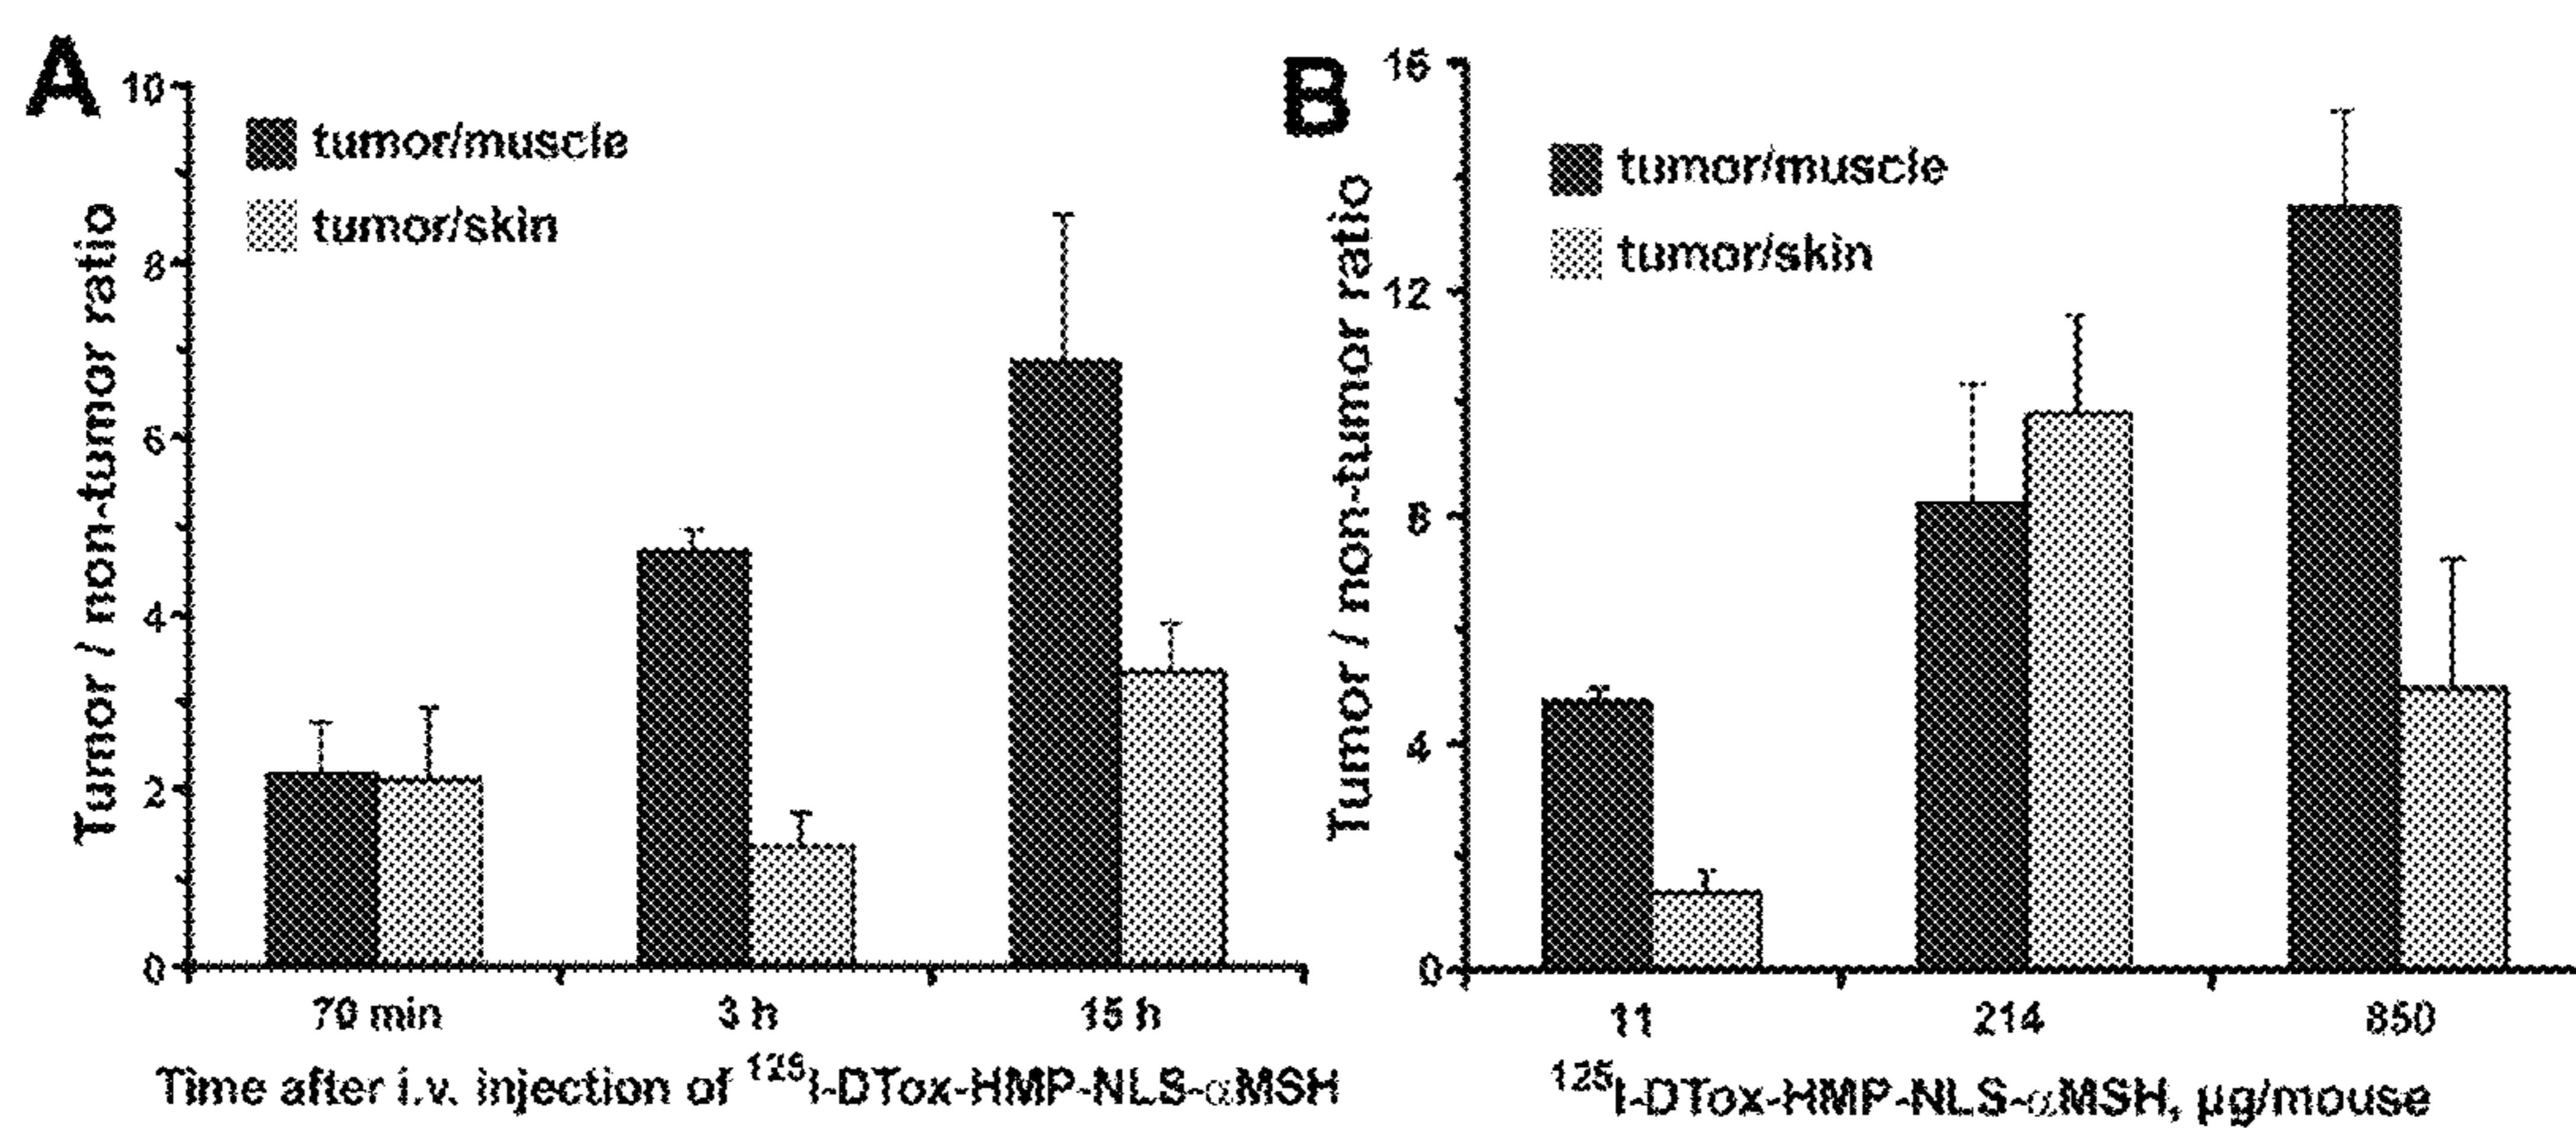 A
10
8
6
4
2
0
Tumor / non-tumor ratio
tumor/muscle
tumor/skin
70 min 3 h 15 h
Time after i.v. injection of ¹²⁵I-DTox-HMP-NLS-αMSH
B
16
12
8
4
0
Tumor / non-tumor ratio
tumor/muscle
tumor/skin
11 214 850
¹²⁵I-DTox-HMP-NLS-αMSH, µg/mouse